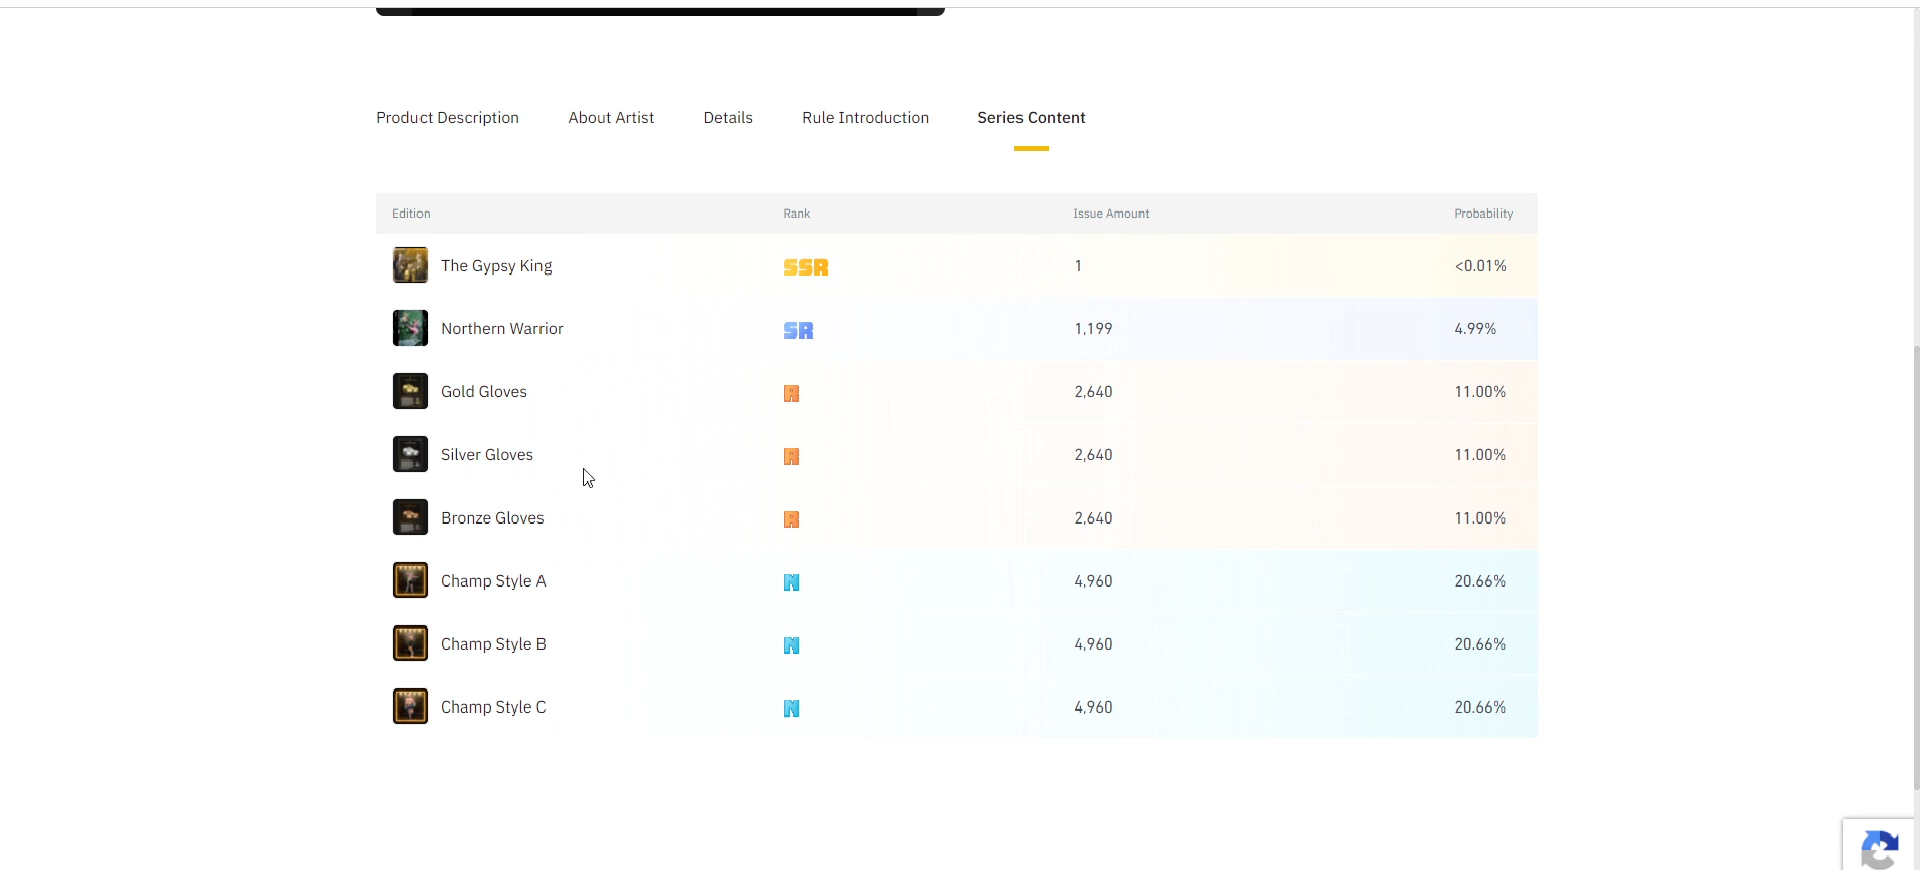 Product Description About Artist Details Rule Introduction Series Content
Edition Rank Issue Amount Probability
The Gypsy King SSR 1 <0.01%
Northern Warrior SR 1,199 4.99%
Gold Gloves R 2,640 11.00%
Silver Gloves R 2,640 11.00%
Bronze Gloves R 2,640 11.00%
Champ Style A N 4,960 20.66%
Champ Style B N 4,960 20.66%
Champ Style C N 4,960 20.66%